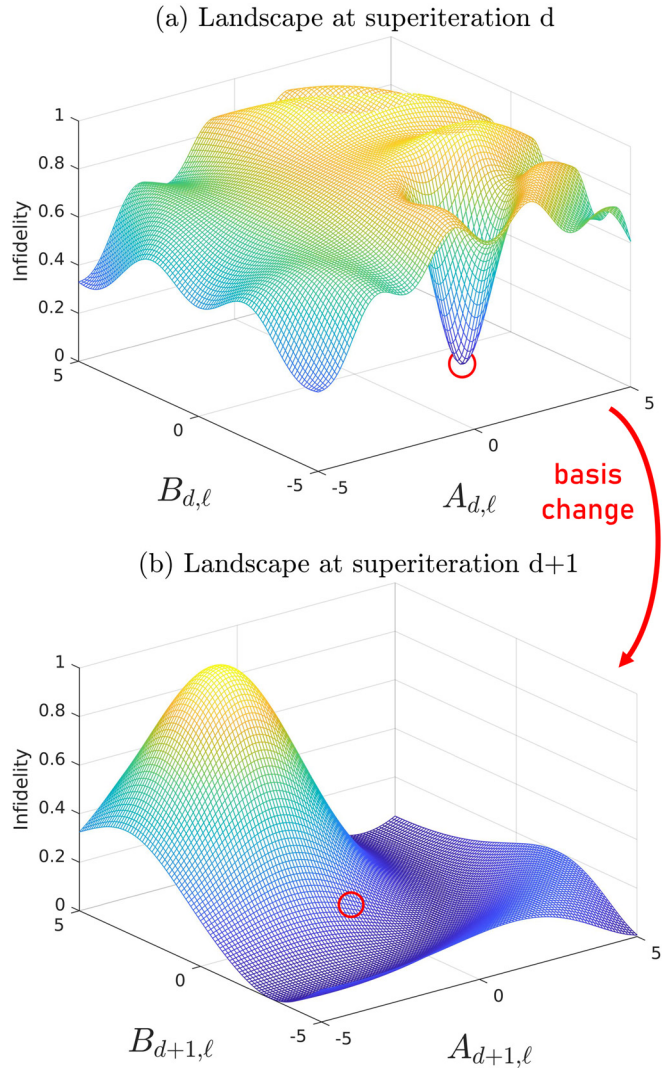 (a) Landscape at superiteration d
Infidelity
1
0.8
0.6
0.4
0.2
0
5
0
-5
-5
0
5
B_{d,ℓ}
A_{d,ℓ}
basis
change
(b) Landscape at superiteration d+1
Infidelity
1
0.8
0.6
0.4
0.2
0
5
0
-5
-5
0
5
B_{d+1,ℓ}
A_{d+1,ℓ}